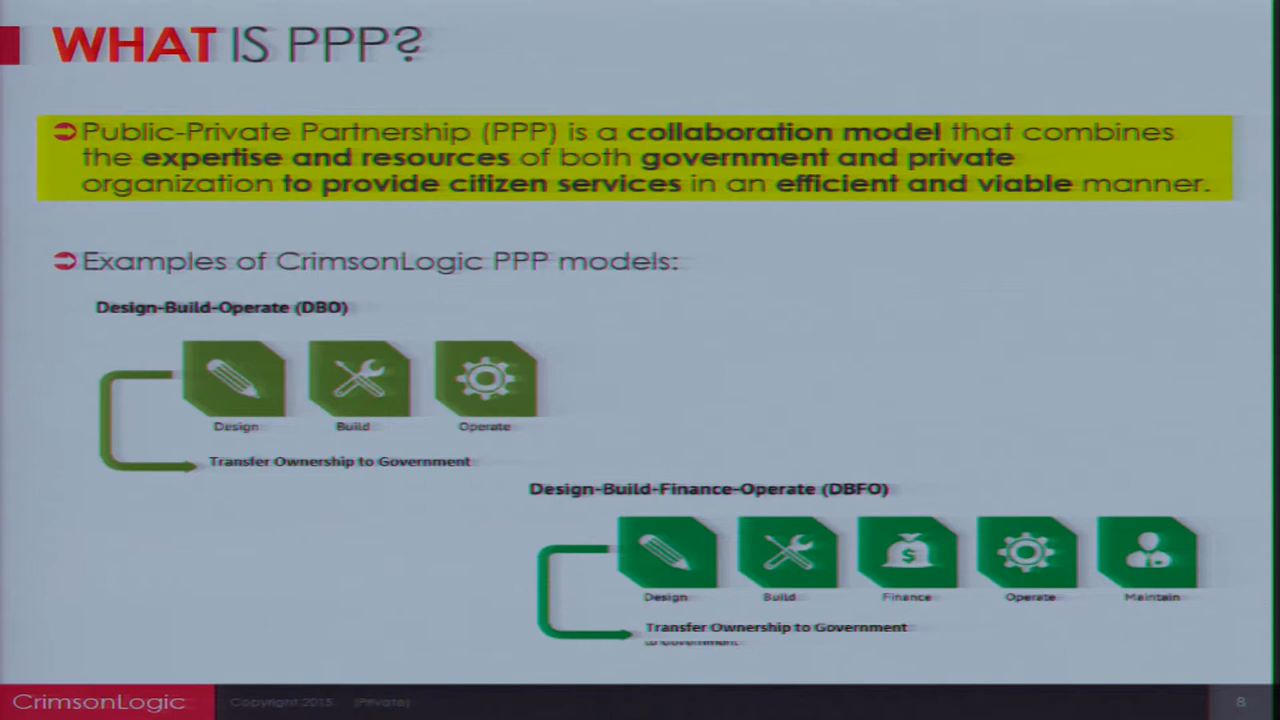 WHAT IS PPP?
Public-Private Partnership (PPP) is a collaboration model that combines
the expertise and resources of both government and private
organization to provide citizen services in an efficient and viable manner.
Examples of CrimsonLogic PPP models:
Design-Build-Operate (DBO)
Design Build Operate
Transfer Ownership to Government
Design-Build-Finance-Operate (DBFO)
Design Build Finance Operate Maintain
Transfer Ownership to Government
to Government
CrimsonLogic Copyright 2015 (Private) 8